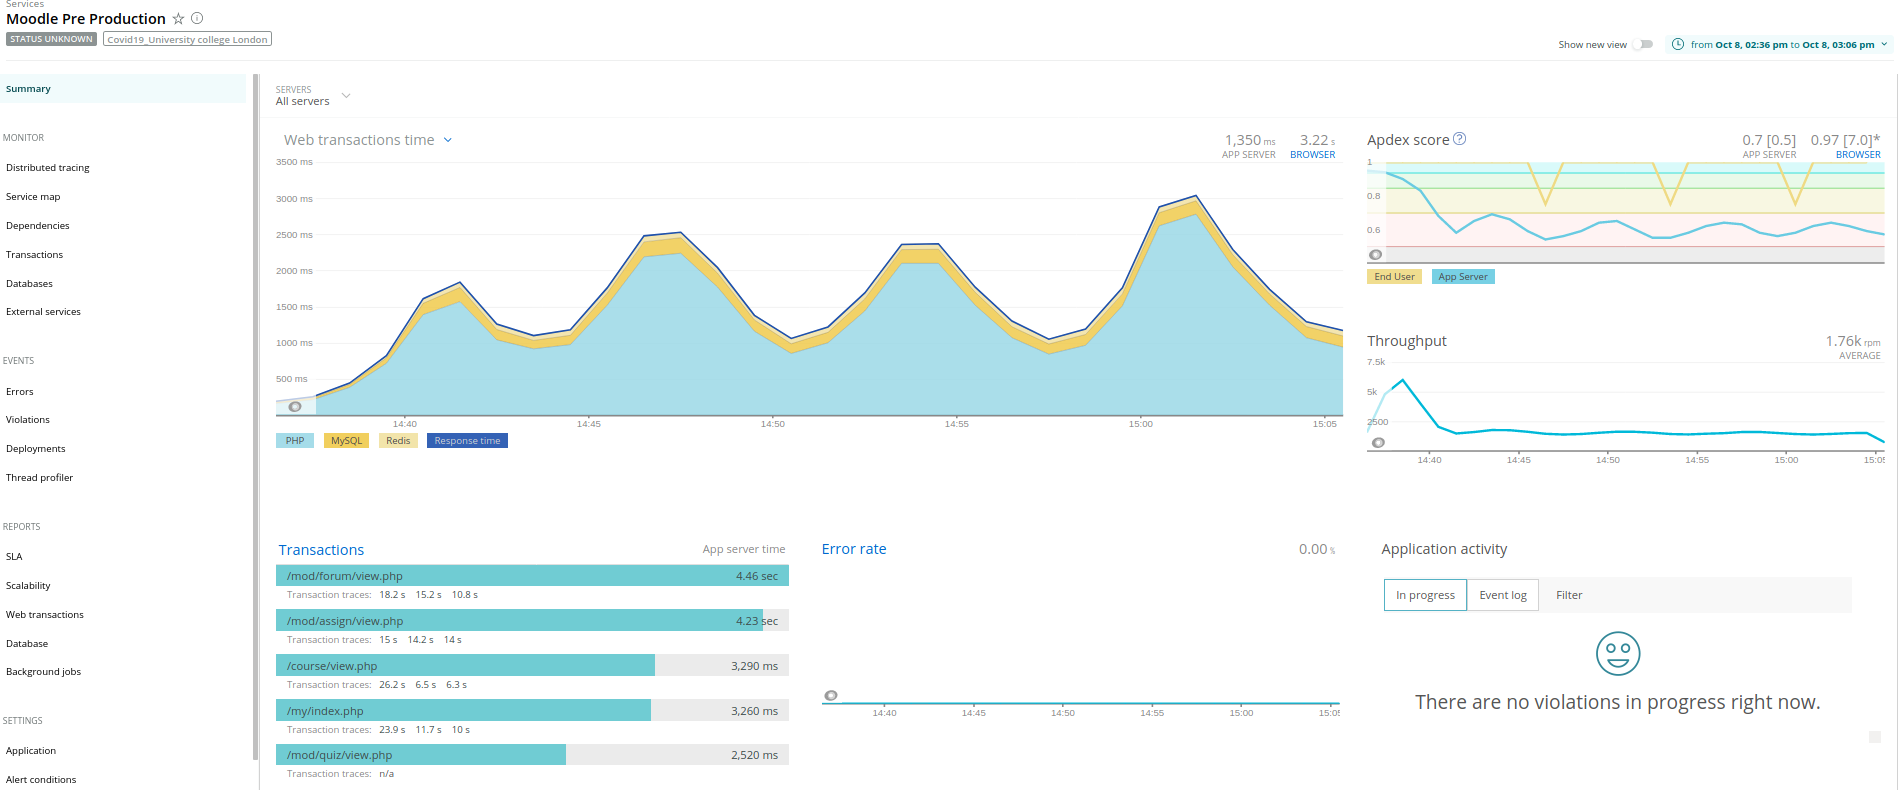 Services
Moodle Pre Production
STATUS UNKNOWN Covid19_University college London
Show new view from Oct 8, 02:36 pm to Oct 8, 03:06 pm
Summary
MONITOR
Distributed tracing
Service map
Dependencies
Transactions
Databases
External services
EVENTS
Errors
Violations
Deployments
Thread profiler
REPORTS
SLA
Scalability
Web transactions
Database
Background jobs
SETTINGS
Application
Alert conditions
SERVERS
All servers
Web transactions time
1,350 ms 3.22 s
APP SERVER BROWSER
3500 ms
3000 ms
2500 ms
2000 ms
1500 ms
1000 ms
500 ms
14:40 14:45 14:50 14:55 15:00 15:05
PHP MySQL Redis Response time
Apdex score ?
0.7 [0.5] 0.97 [7.0]*
APP SERVER BROWSER
1
0.8
0.6
End User App Server
Throughput
1.76k rpm
AVERAGE
7.5k
5k
2500
14:40 14:45 14:50 14:55 15:00 15:05
Transactions App server time
/mod/forum/view.php 4.46 sec
Transaction traces: 18.2 s 15.2 s 10.8 s
/mod/assign/view.php 4.23 sec
Transaction traces: 15 s 14.2 s 14 s
/course/view.php 3,290 ms
Transaction traces: 26.2 s 6.5 s 6.3 s
/my/index.php 3,260 ms
Transaction traces: 23.9 s 11.7 s 10 s
/mod/quiz/view.php 2,520 ms
Transaction traces: n/a
Error rate 0.00 %
14:40 14:45 14:50 14:55 15:00 15:05
Application activity
In progress Event log Filter
There are no violations in progress right now.